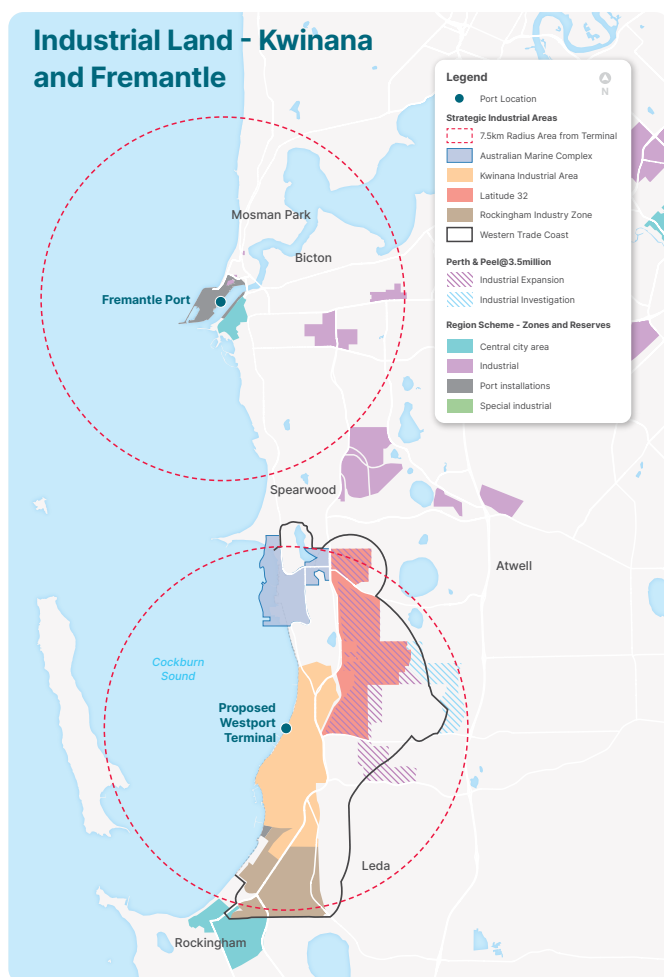 Industrial Land - Kwinana
and Fremantle
Legend
N
Port Location
Strategic Industrial Areas
7.5km Radius Area from Terminal
Australian Marine Complex
Kwinana Industrial Area
Latitude 32
Rockingham Industry Zone
Western Trade Coast
Perth & Peel@3.5million
Industrial Expansion
Industrial Investigation
Region Scheme - Zones and Reserves
Central city area
Industrial
Port installations
Special industrial
Mosman Park
Bicton
Fremantle Port
Spearwood
Atwell
Cockburn
Sound
Proposed
Westport
Terminal
Leda
Rockingham